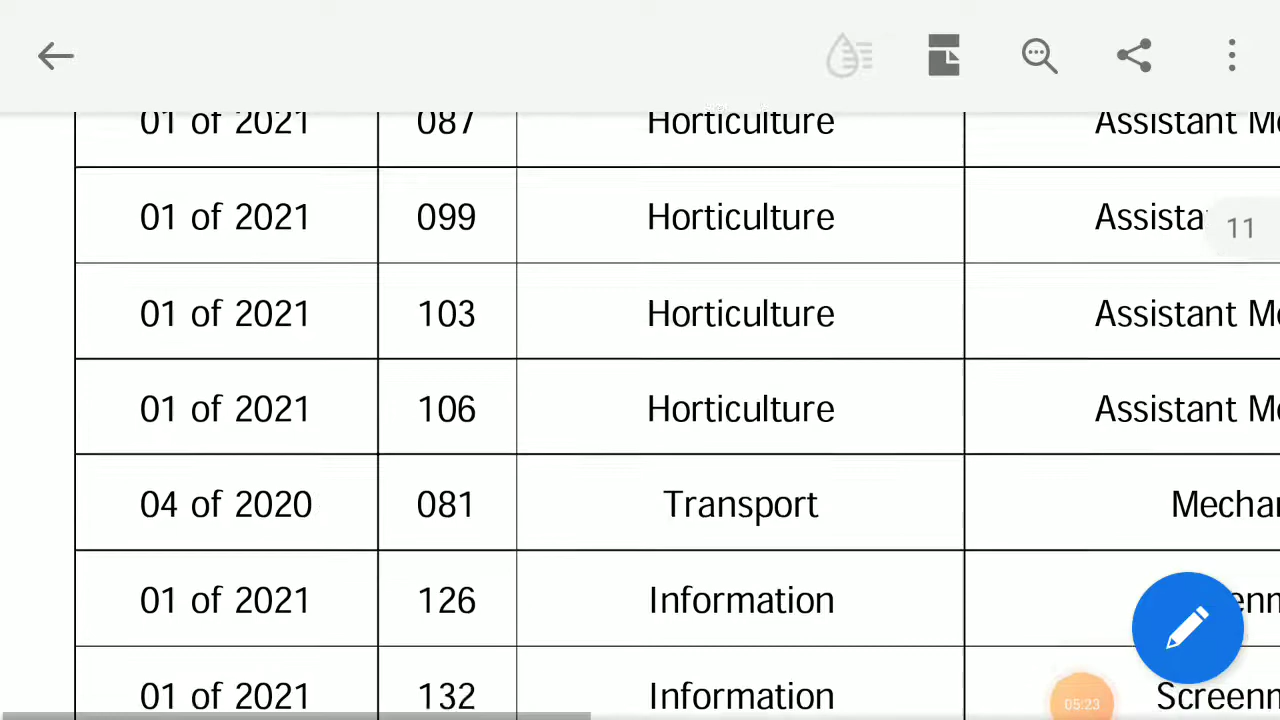 01 of 2021 087 Horticulture Assistant
01 of 2021 099 Horticulture
11
01 of 2021 103 Horticulture Assistant
01 of 2021 106 Horticulture Assistant
04 of 2020 081 Transport
01 of 2021 126 Information
01 of 2021 132 Information
05:23